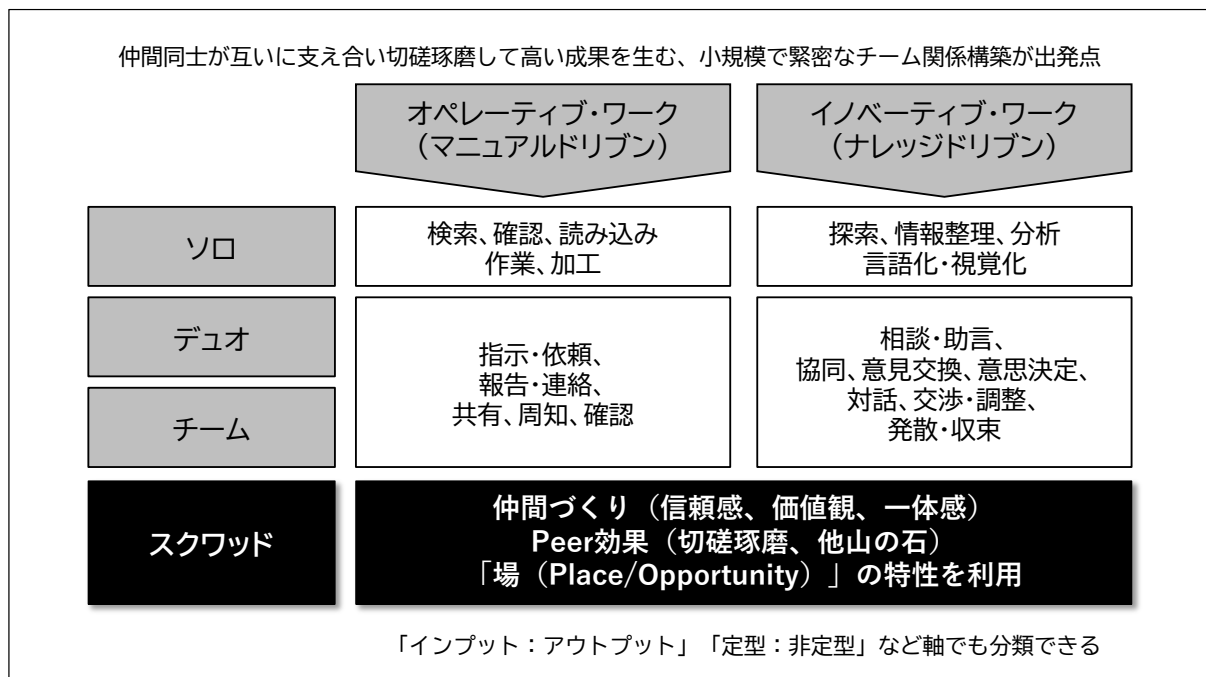 仲間同士が互いに支え合い切磋琢磨して高い成果を生む、小規模で緊密なチーム関係構築が出発点
オペレーティブ・ワーク
（マニュアルドリブン）
イノベーティブ・ワーク
（ナレッジドリブン）
ソロ
検索、確認、読み込み
作業、加工
探索、情報整理、分析
言語化・視覚化
デュオ
チーム
指示・依頼、
報告・連絡、
共有、周知、確認
相談・助言、
協同、意見交換、意思決定、
対話、交渉・調整、
発散・収束
スクワッド
仲間づくり（信頼感、価値観、一体感）
Peer効果（切磋琢磨、他山の石）
「場（Place/Opportunity）」の特性を利用
「インプット：アウトプット」「定型：非定型」など軸でも分類できる